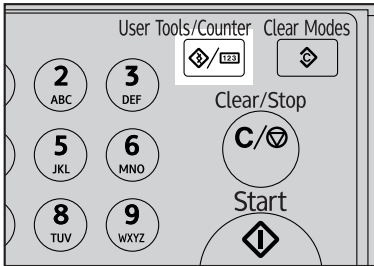 User Tools/Counter Clear Modes
/ 123 C
2 3
ABC DEF
Clear/Stop
5 6 C/
JKL MNO
Start
8 9
TUV WXYZ